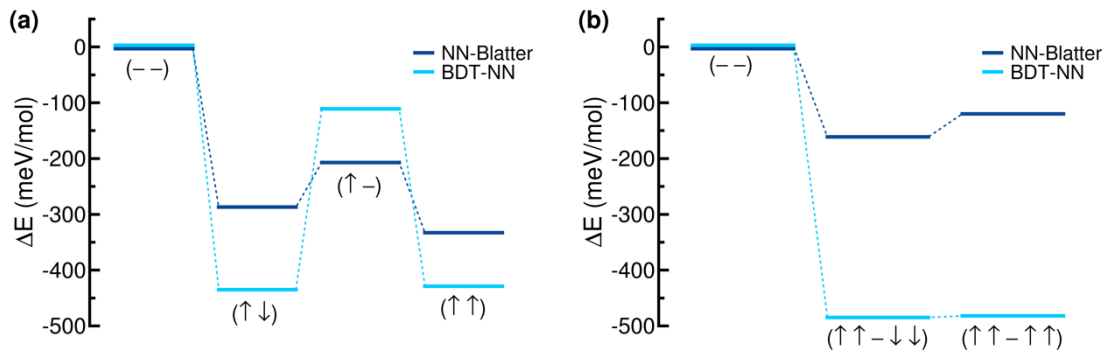 (a)
0
-100
-200
-300
-400
-500
ΔE (meV/mol)
(− −)
(↑ ↓)
(↑ −)
(↑ ↑)
NN-Blatter
BDT-NN
(b)
0
-100
-200
-300
-400
-500
ΔE (meV/mol)
(− −)
(↑ ↑ − ↓ ↓)
(↑ ↑ − ↑ ↑)
NN-Blatter
BDT-NN